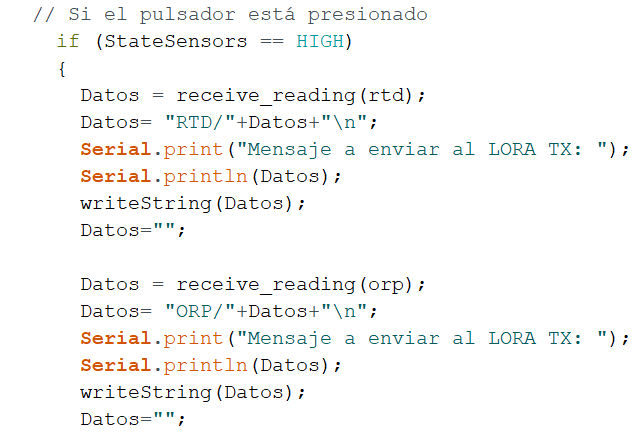 // Si el pulsador está presionado
if (StateSensors == HIGH)
{
Datos = receive_reading(rtd);
Datos= "RTD/"+Datos+"\n";
Serial.print("Mensaje a enviar al LORA TX: ");
Serial.println(Datos);
writeString(Datos);
Datos="";

Datos = receive_reading(orp);
Datos= "ORP/"+Datos+"\n";
Serial.print("Mensaje a enviar al LORA TX: ");
Serial.println(Datos);
writeString(Datos);
Datos="";